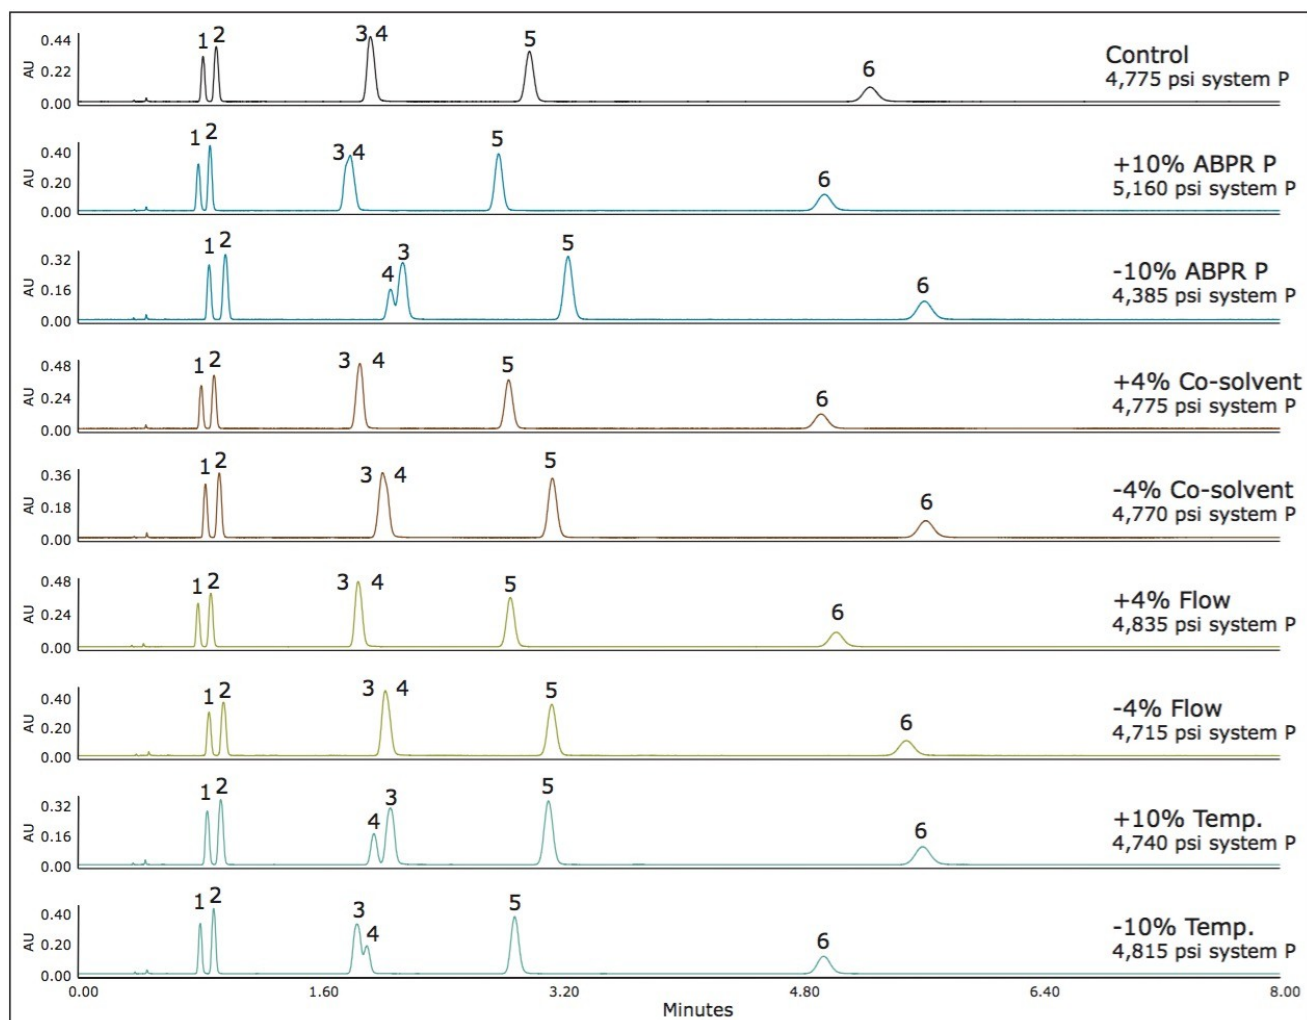 0.44
0.22
0.00
AU
1 2
3 4
5
6
Control
4,775 psi system P
0.40
0.20
0.00
AU
1 2
3 4
5
6
+10% ABPR P
5,160 psi system P
0.32
0.16
0.00
AU
1 2
4 3
5
6
-10% ABPR P
4,385 psi system P
0.48
0.24
0.00
AU
1 2
3 4
5
6
+4% Co-solvent
4,775 psi system P
0.36
0.18
0.00
AU
1 2
3 4
5
6
-4% Co-solvent
4,770 psi system P
0.48
0.24
0.00
AU
1 2
3 4
5
6
+4% Flow
4,835 psi system P
0.40
0.20
0.00
AU
1 2
3 4
5
6
-4% Flow
4,715 psi system P
0.32
0.16
0.00
AU
1 2
4 3
5
6
+10% Temp.
4,740 psi system P
0.40
0.20
0.00
AU
1 2
3 4
5
6
-10% Temp.
4,815 psi system P
0.00 1.60 3.20 4.80 6.40 8.00
Minutes